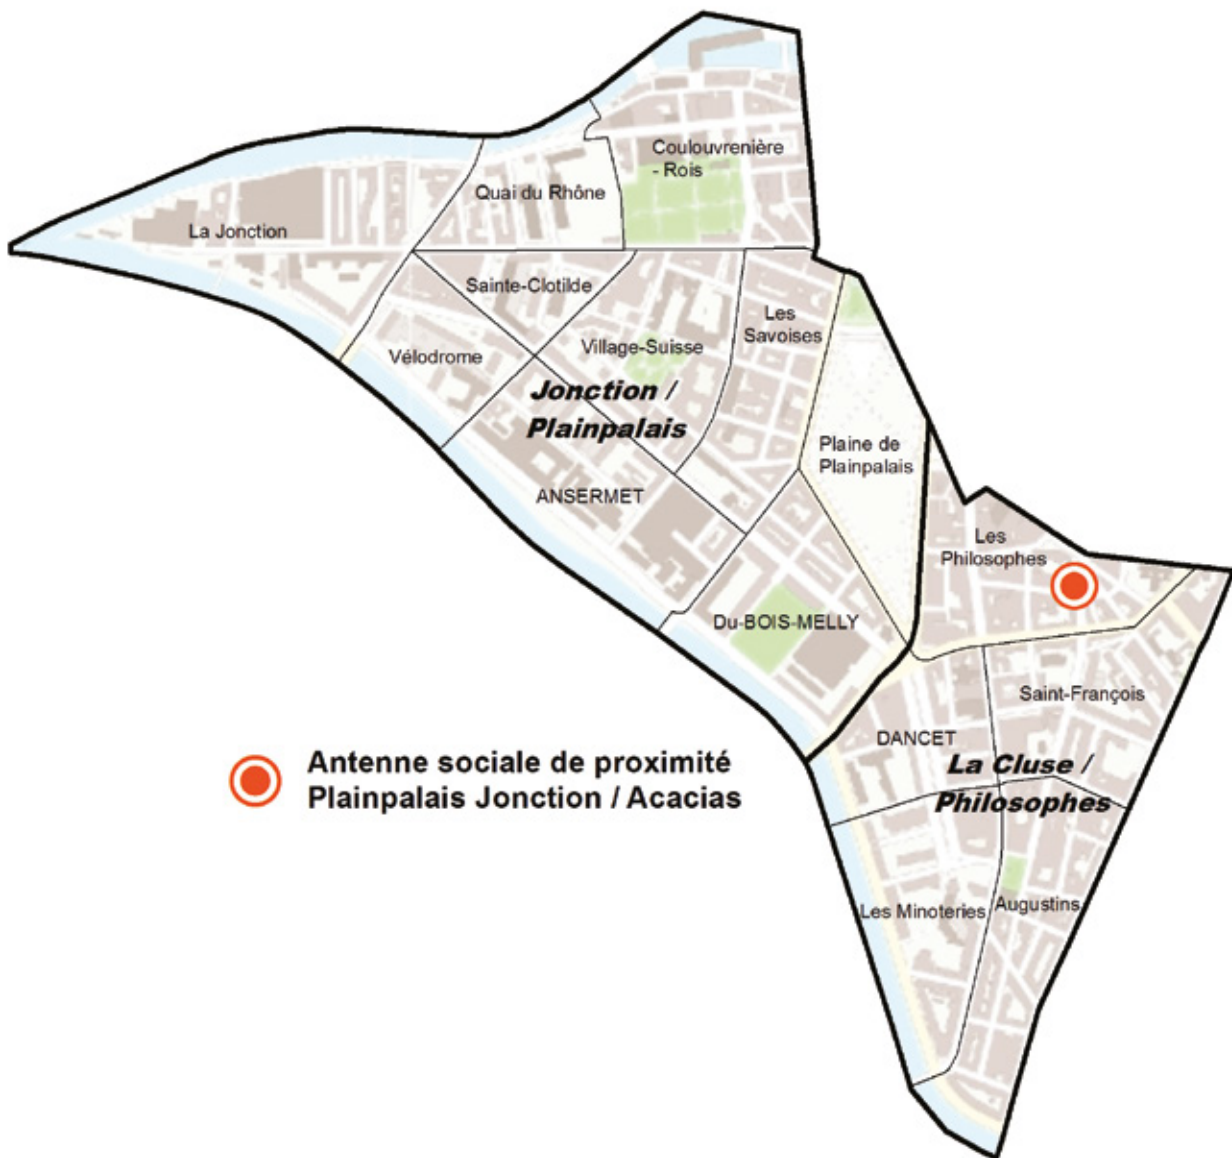 Coulouvrenière
- Rois
Quai du Rhône
La Jonction
Sainte-Clotilde
Les
Savoises
Village-Suisse
Vélodrome
Jonction /
Plainpalais
Plaine de
Plainpalais
ANSERMET
Les
Philosophes
Du-BOIS-MELLY
Saint-François
DANCET
La Cluse /
Philosophes
Antenne sociale de proximité
Plainpalais Jonction / Acacias
Les Minoteries
Augustins